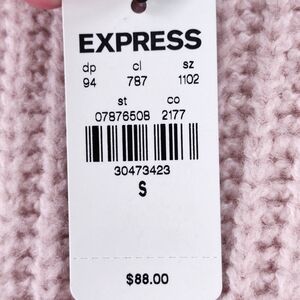 EXPRESS
dp cl sz
94 787 1102
st co
07876508 2177
30473423
S
$88.00